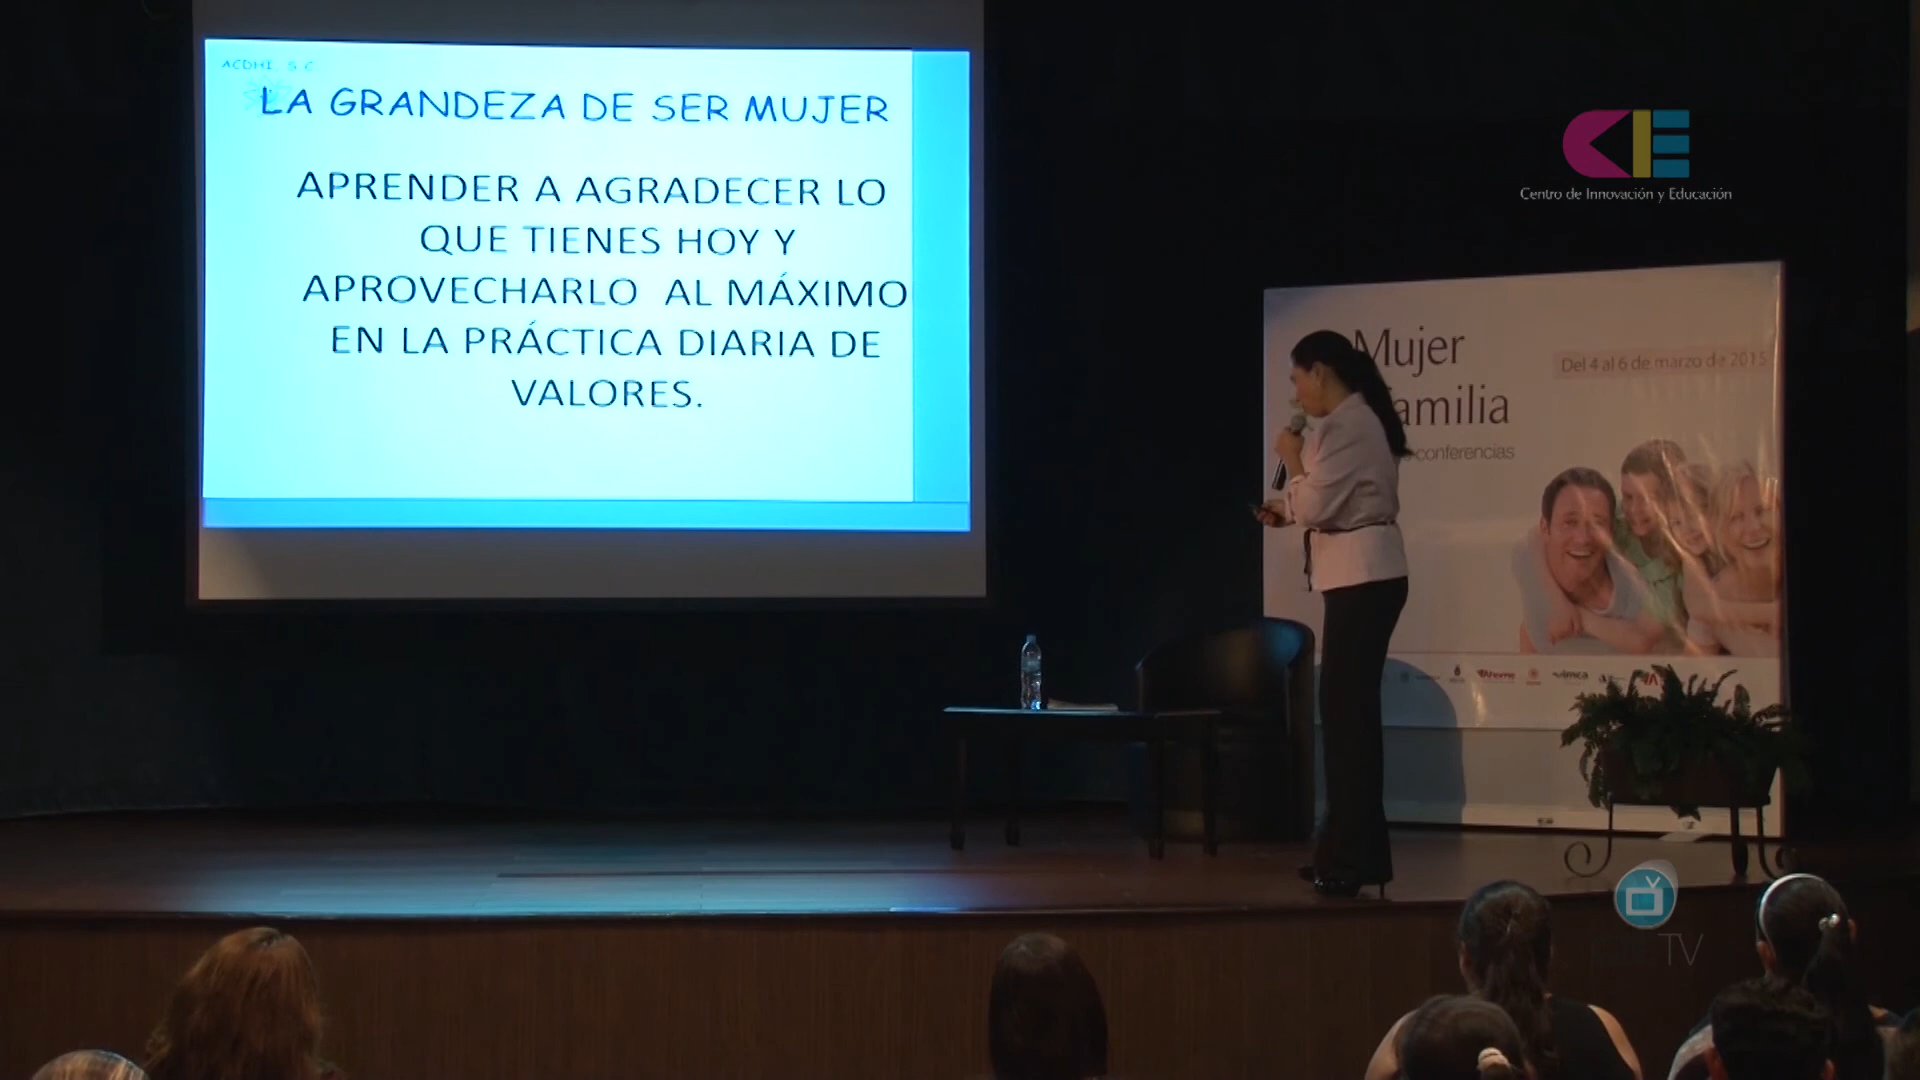 ACDHI S.C.
LA GRANDEZA DE SER MUJER
APRENDER A AGRADECER LO
QUE TIENES HOY Y
APROVECHARLO AL MÁXIMO
EN LA PRÁCTICA DIARIA DE
VALORES.
Centro de Innovación y Educación
Mujer
Del 4 al 6 de marzo de 2015
amilia
conferencias
TV